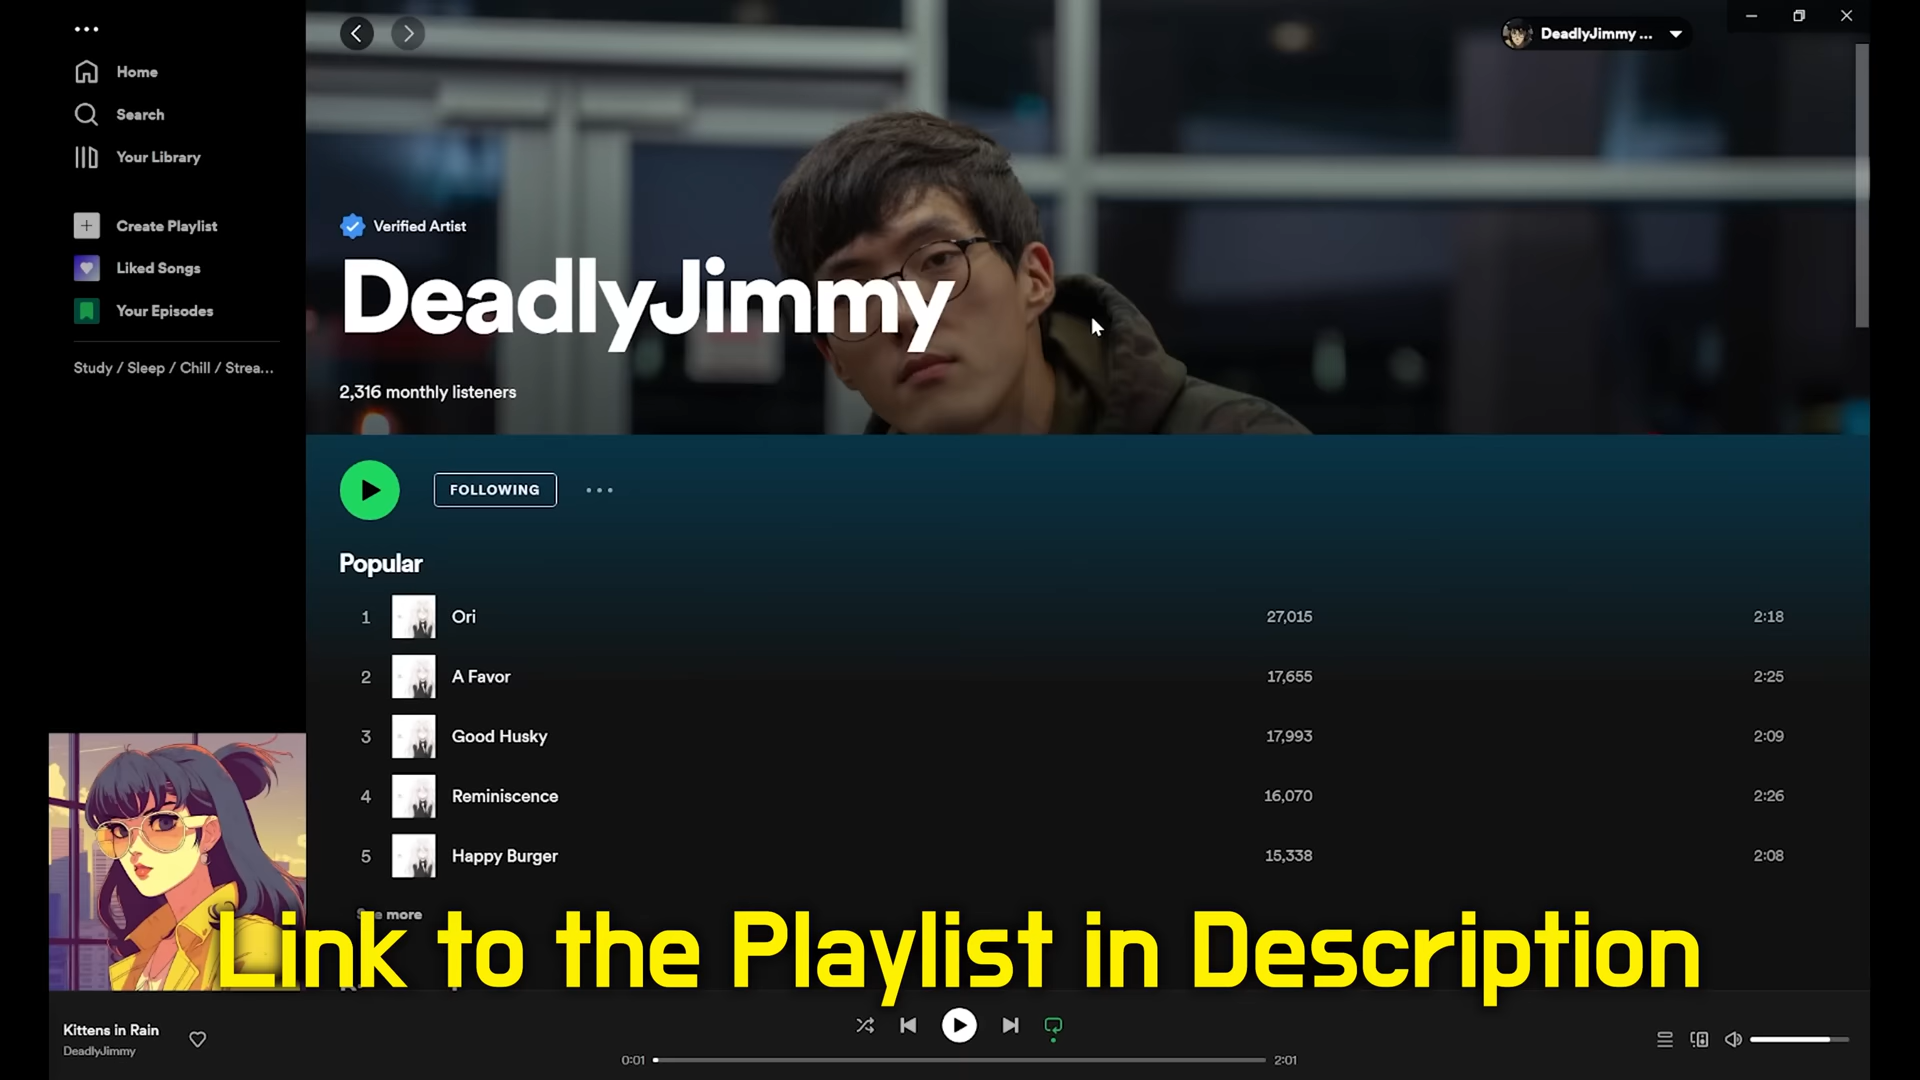 Home
Search
Your Library
Create Playlist
Liked Songs
Your Episodes
Study / Sleep / Chill / Strea...
DeadlyJimmy ...
Verified Artist
DeadlyJimmy
2,316 monthly listeners
FOLLOWING
Popular
1 Ori 27,015 2:18
2 A Favor 17,655 2:25
3 Good Husky 17,993 2:09
4 Reminiscence 16,070 2:26
5 Happy Burger 15,338 2:08
See more
Link to the Playlist in Description
Kittens in Rain
DeadlyJimmy
0:01 2:01